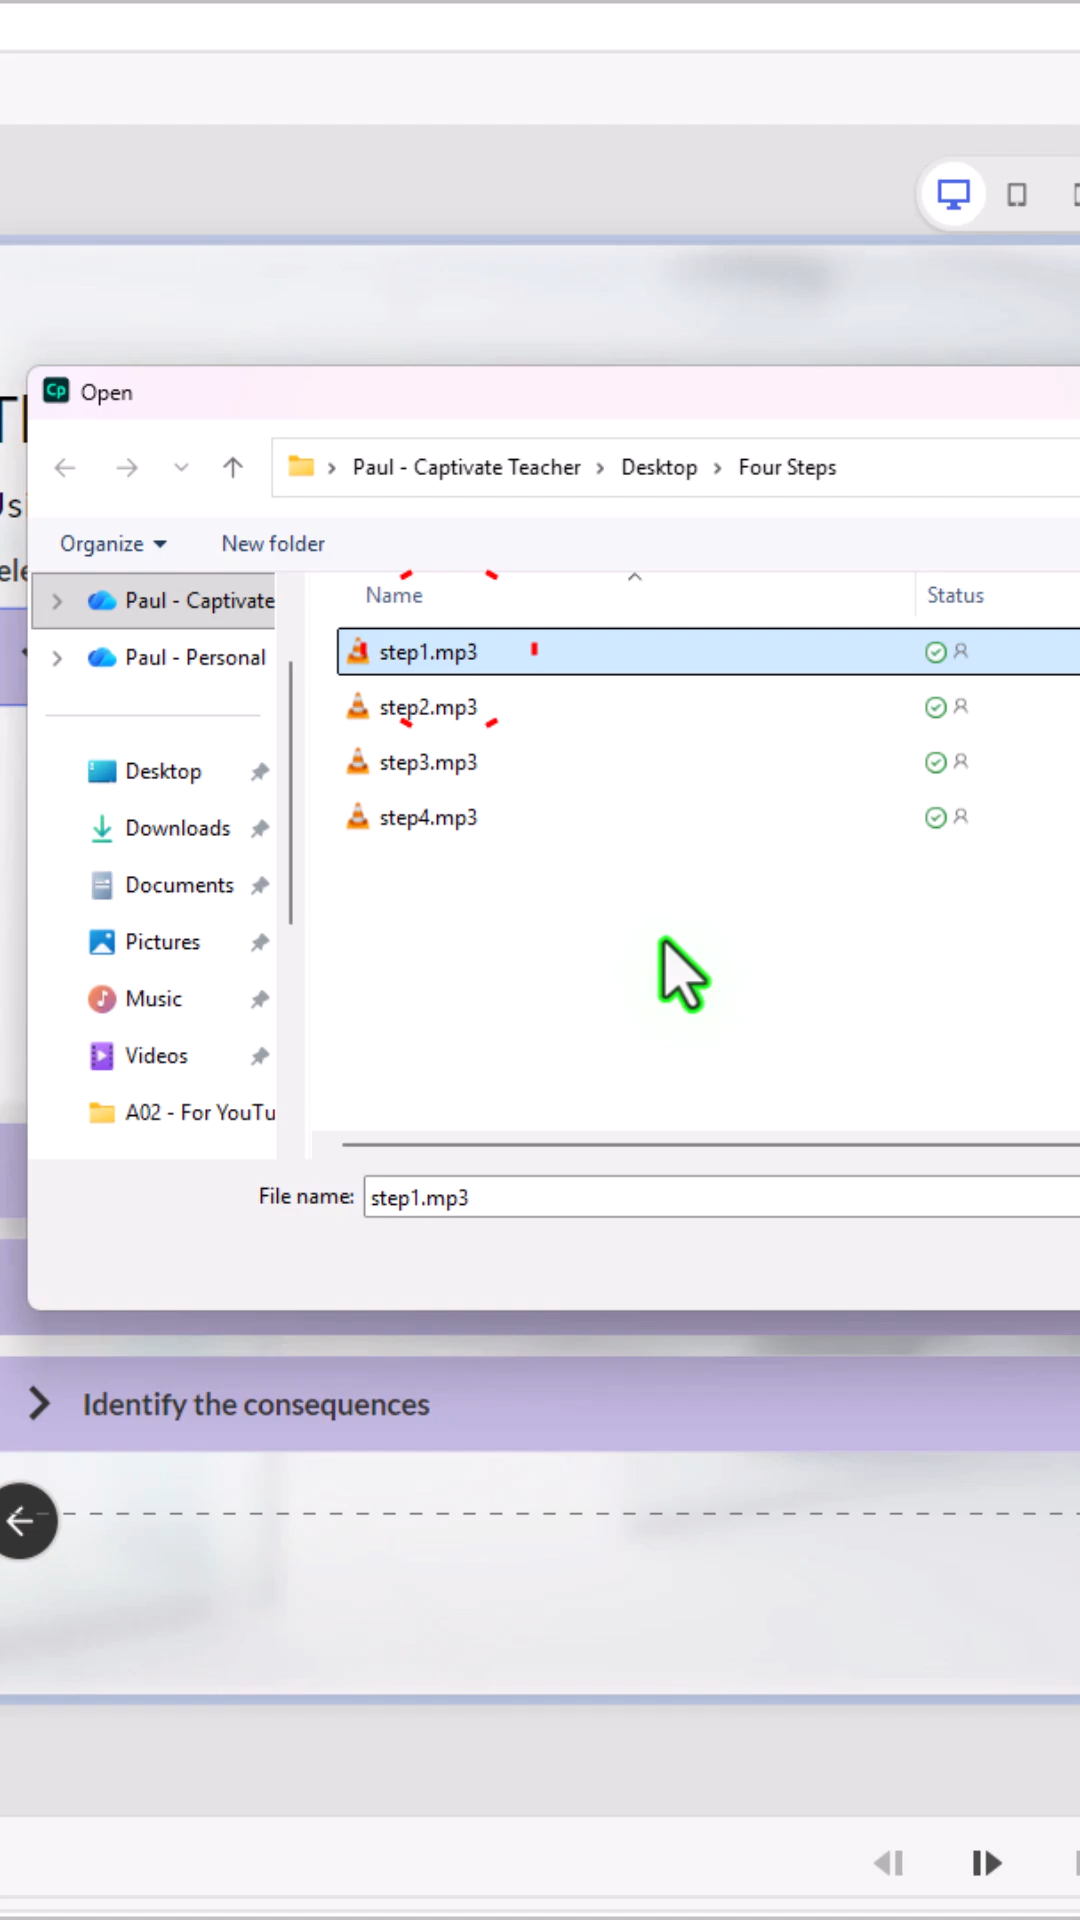 Cp Open
Paul - Captivate Teacher > Desktop > Four Steps
Organize
New folder
Name
Status
Paul - Captivate
Paul - Personal
Desktop
Downloads
Documents
Pictures
Music
Videos
A02 - For YouTu
step1.mp3
step2.mp3
step3.mp3
step4.mp3
File name: step1.mp3
Identify the consequences